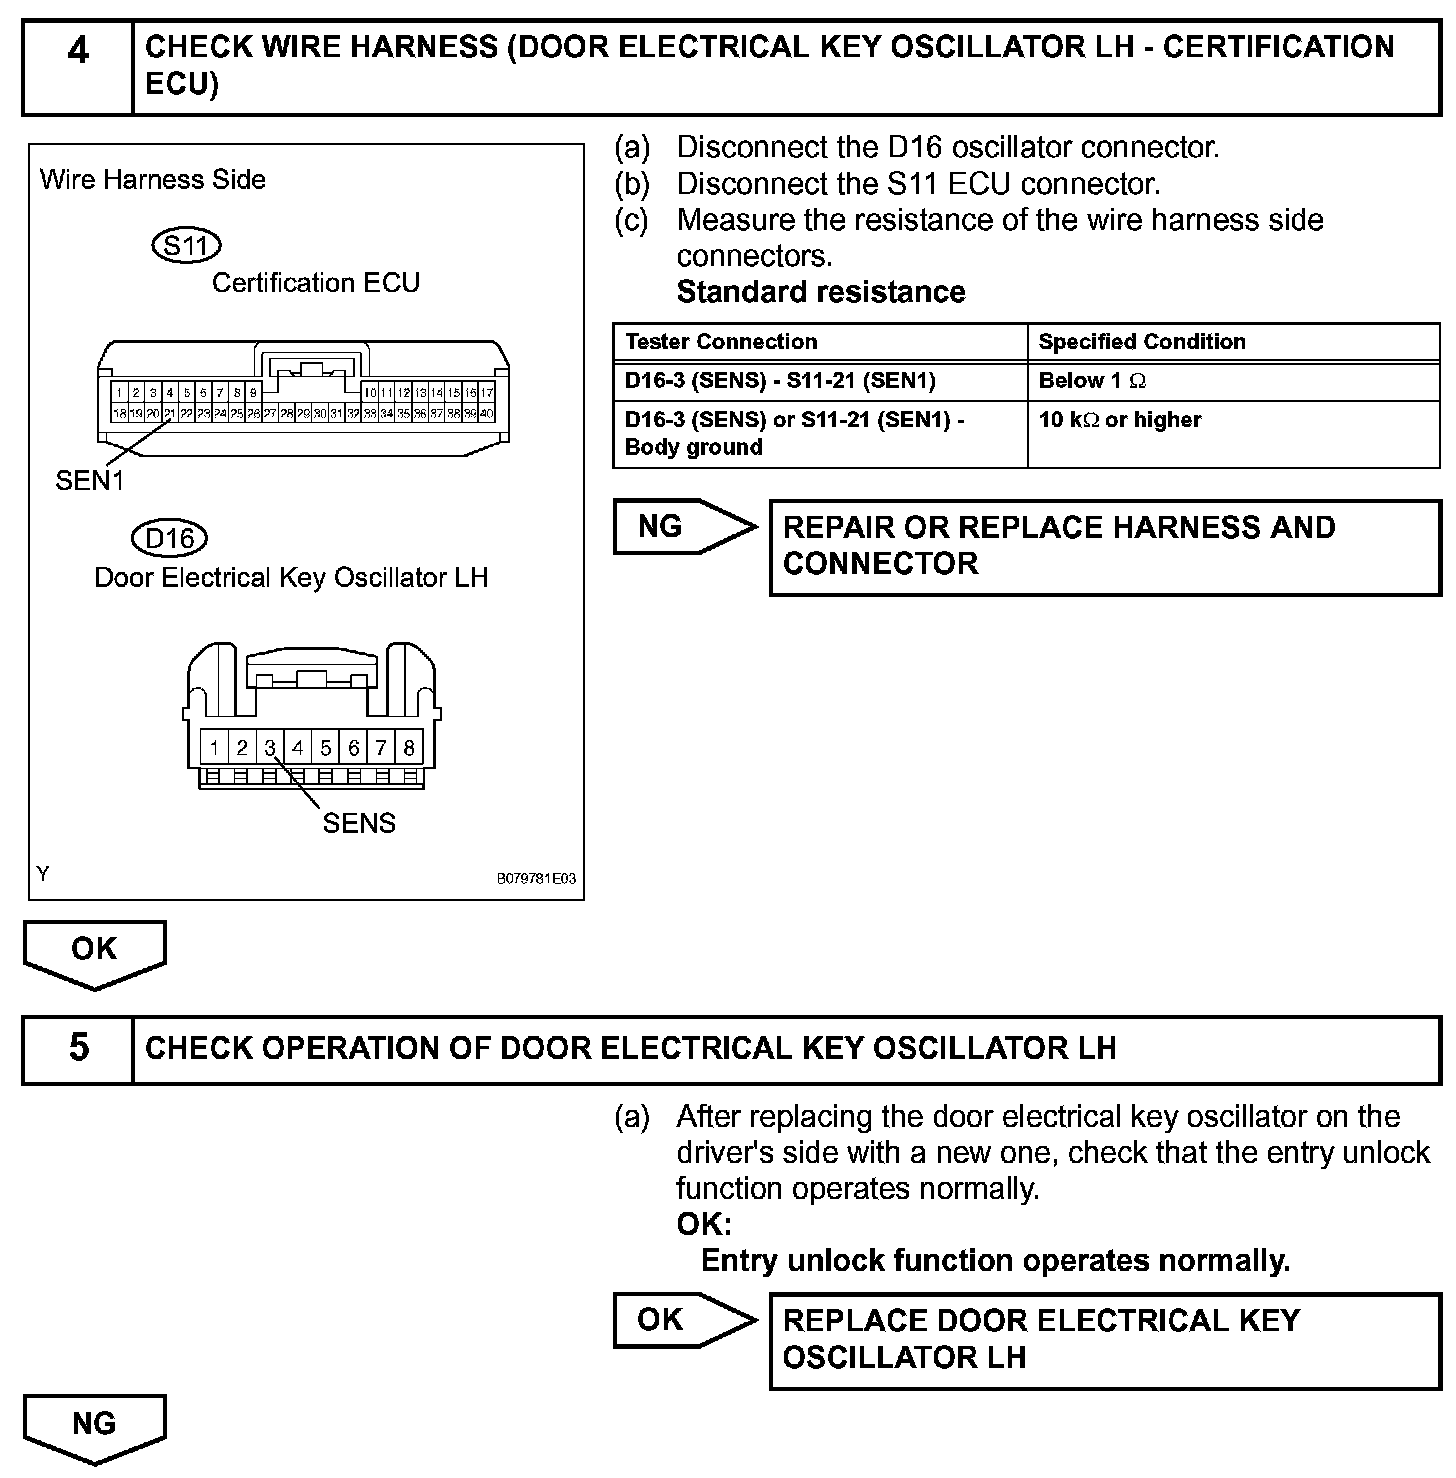 4
CHECK WIRE HARNESS (DOOR ELECTRICAL KEY OSCILLATOR LH - CERTIFICATION
ECU)
Wire Harness Side
S11
Certification ECU
1 2 3 4 5 6 7 8 9 10 11 12 13 14 15 16 17
18 19 20 21 22 23 24 25 26 27 28 29 30 31 32 33 34 35 36 37 38 39 40
SEN1
D16
Door Electrical Key Oscillator LH
1 2 3 4 5 6 7 8
SENS
Y
B079781E03
(a) Disconnect the D16 oscillator connector.
(b) Disconnect the S11 ECU connector.
(c) Measure the resistance of the wire harness side
connectors.
Standard resistance
Tester Connection Specified Condition
D16-3 (SENS) - S11-21 (SEN1) Below 1 Ω
D16-3 (SENS) or S11-21 (SEN1) - 10 kΩ or higher
Body ground
NG
REPAIR OR REPLACE HARNESS AND
CONNECTOR
OK
5
CHECK OPERATION OF DOOR ELECTRICAL KEY OSCILLATOR LH
(a) After replacing the door electrical key oscillator on the
driver's side with a new one, check that the entry unlock
function operates normally.
OK:
Entry unlock function operates normally.
OK
REPLACE DOOR ELECTRICAL KEY
OSCILLATOR LH
NG